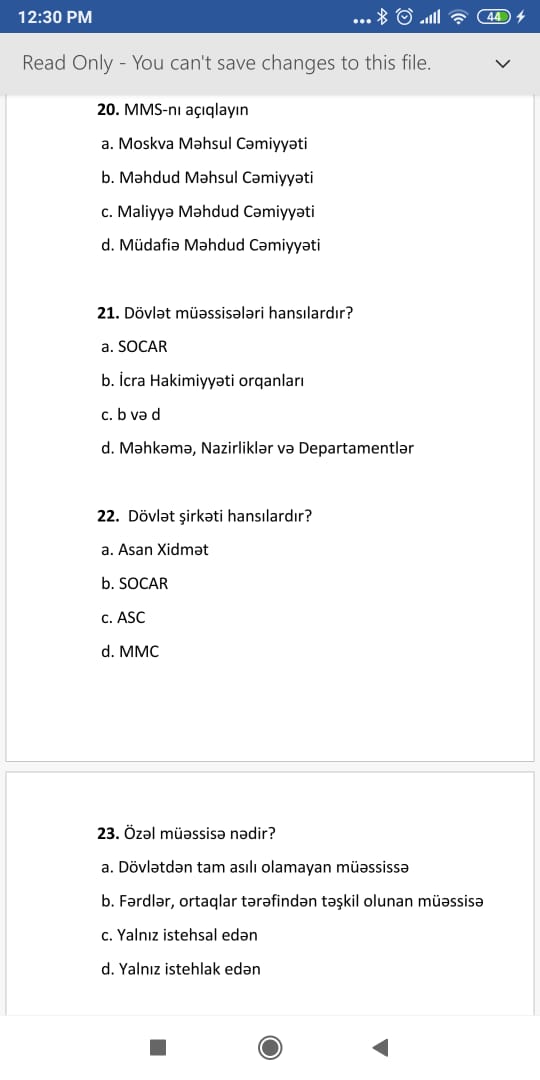 12:30 PM
44
Read Only - You can't save changes to this file.
20. MMS-nı açıqlayın
a. Moskva Məhsul Cəmiyyəti
b. Məhdud Məhsul Cəmiyyəti
c. Maliyyə Məhdud Cəmiyyəti
d. Müdafiə Məhdud Cəmiyyəti
21. Dövlət müəssisələri hansılardır?
a. SOCAR
b. İcra Hakimiyyəti orqanları
c. b və d
d. Məhkəmə, Nazirliklər və Departamentlər
22. Dövlət şirkəti hansılardır?
a. Asan Xidmət
b. SOCAR
c. ASC
d. MMC
23. Özəl müəssisə nədir?
a. Dövlətdən tam asılı olamayan müəssissə
b. Fərdlər, ortaqlar tərəfindən təşkil olunan müəssisə
c. Yalnız istehsal edən
d. Yalnız istehlak edən